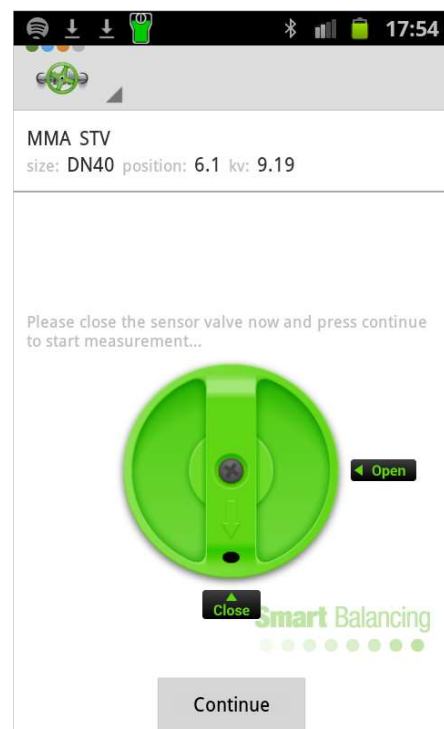 17:54
MMA STV
size: DN40 position: 6.1 kv: 9.19
Please close the sensor valve now and press continue
to start measurement...
Open
Close
Smart Balancing
Continue